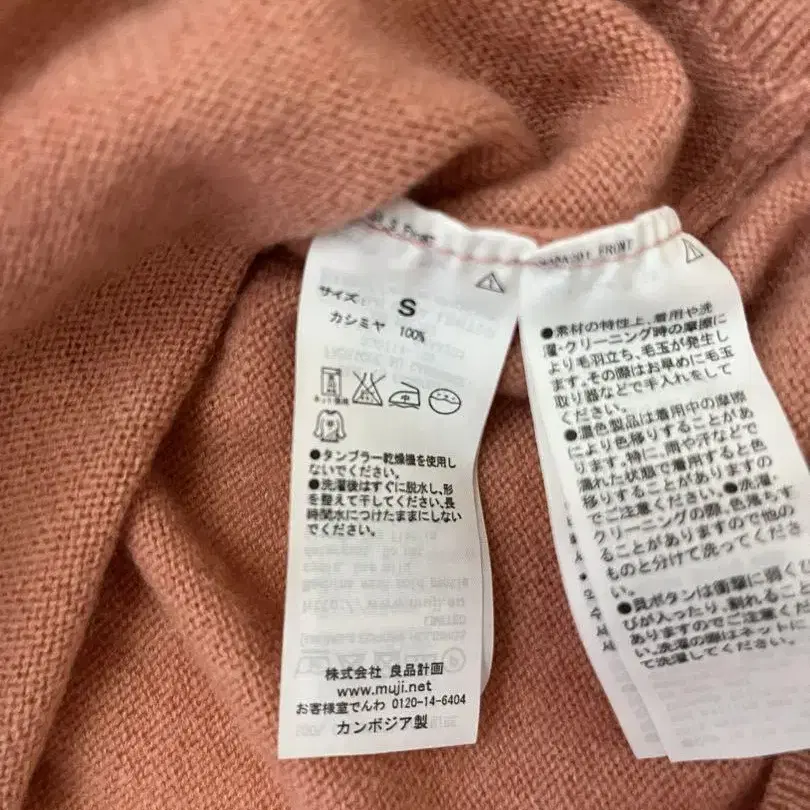 サイズ S
カシミヤ 100%
ネット使用
●タンブラー乾燥機を使用し
ないでください。
●洗濯後はすぐに脱水し、形
を整えて干してください。長
時間水につけたままにしない
でください。
株式会社 良品計画
www.muji.net
お客様室でんわ 0120-14-6404
カンボジア製
FRONT
●素材の特性上、着用や洗
濯・クリーニング時の摩擦に
より毛羽立ち、毛玉が発生し
ます。その際はお早めに毛玉
取り器などで手入れをして
ください。
●濃色製品は着用中の摩擦
により色移りすることがあ
ります。特に、雨や汗などで
濡れた状態で着用すると色
移りすることがありますの
でご注意ください。●洗濯・
クリーニングの際、色落ちす
ることがありますので他の
ものと分けて洗ってくださ
い。
●貝ボタンは衝撃に弱くひ
びが入ったり、割れるこ
ありますのでご注意くださ
い。洗濯の際はネットに
て洗濯してください。